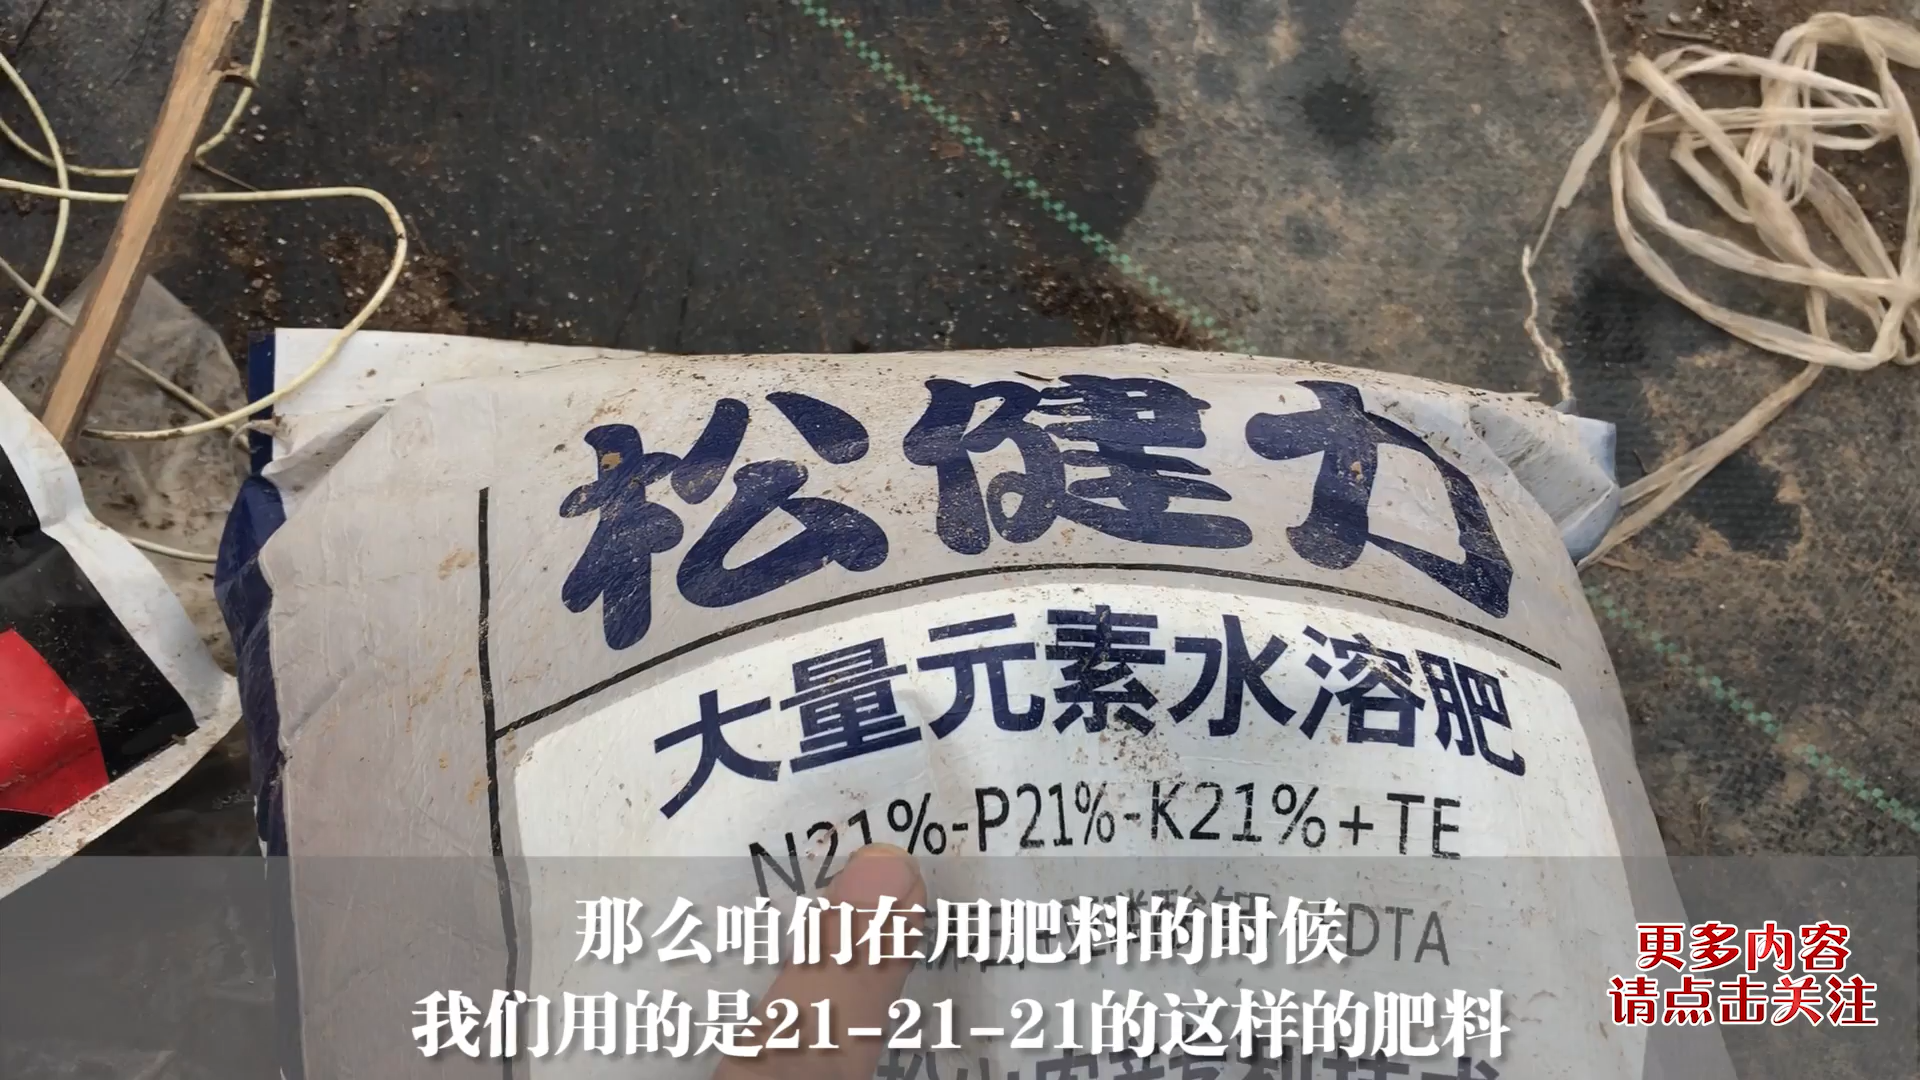 松健力
大量元素水溶肥
N21%-P21%-K21%+TE
DTA
那么咱们在用肥料的时候
我们用的是21-21-21的这样的肥料
更多内容
请点击关注